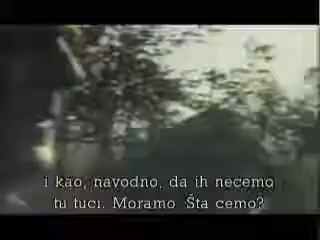 i kao, navodno, da ih necemo
tu tuci. Moramo Šta cemo?